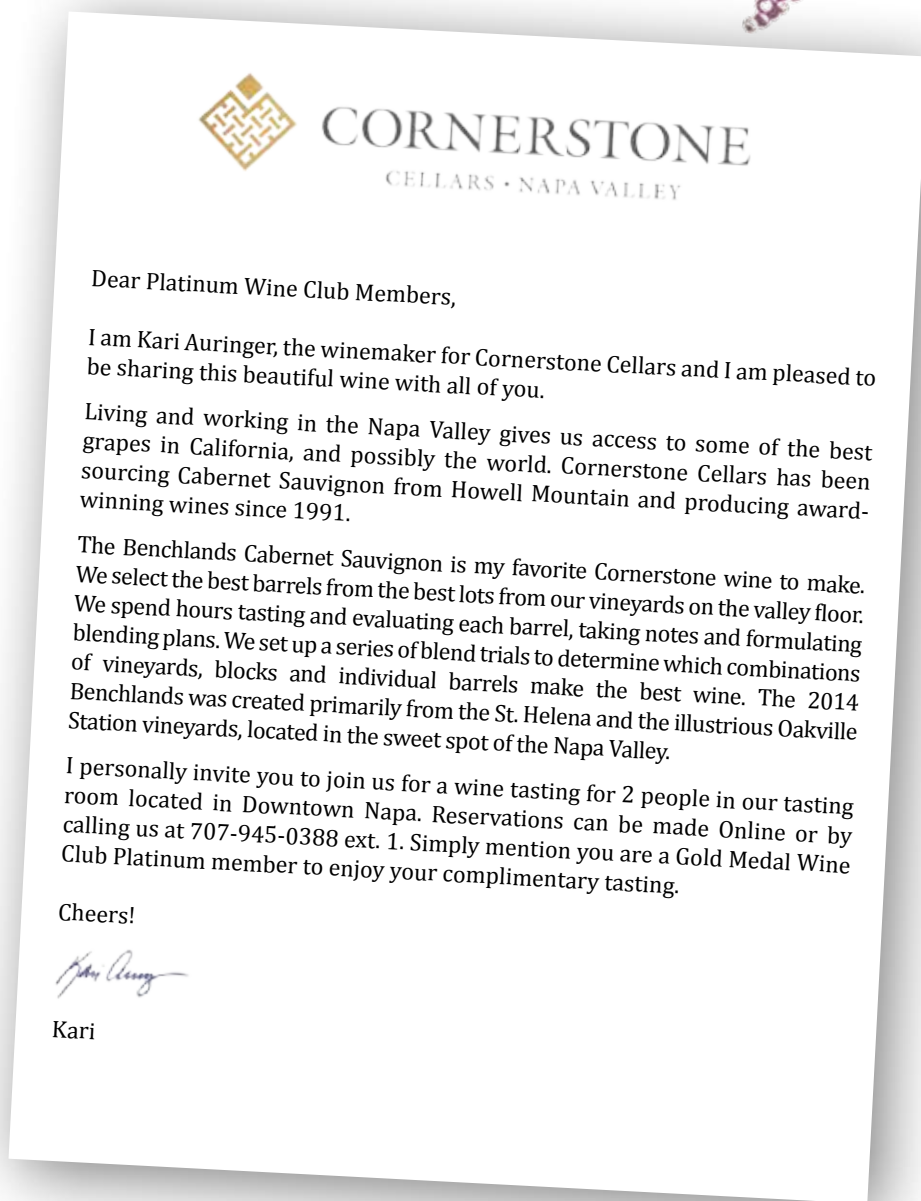 CORNERSTONE
CELLARS • NAPA VALLEY
Dear Platinum Wine Club Members,
I am Kari Auringer, the winemaker for Cornerstone Cellars and I am pleased to
be sharing this beautiful wine with all of you.
Living and working in the Napa Valley gives us access to some of the best
grapes in California, and possibly the world. Cornerstone Cellars has been
sourcing Cabernet Sauvignon from Howell Mountain and producing award-
winning wines since 1991.
The Benchlands Cabernet Sauvignon is my favorite Cornerstone wine to make.
We select the best barrels from the best lots from our vineyards on the valley floor.
We spend hours tasting and evaluating each barrel, taking notes and formulating
blending plans. We set up a series of blend trials to determine which combinations
of vineyards, blocks and individual barrels make the best wine. The 2014
Benchlands was created primarily from the St. Helena and the illustrious Oakville
Station vineyards, located in the sweet spot of the Napa Valley.
I personally invite you to join us for a wine tasting for 2 people in our tasting
room located in Downtown Napa. Reservations can be made Online or by
calling us at 707-945-0388 ext. 1. Simply mention you are a Gold Medal Wine
Club Platinum member to enjoy your complimentary tasting.
Cheers!
Kari